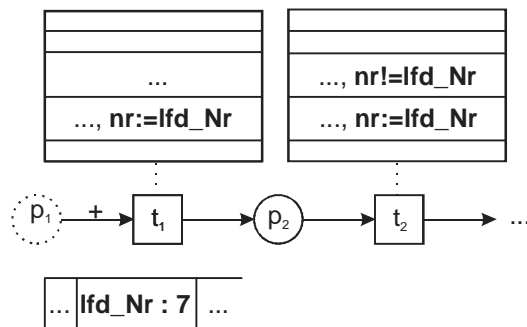 ...
..., nr:=lfd_Nr
..., nr!=lfd_Nr
..., nr:=lfd_Nr
p1 + t1 p2 t2 ...
... lfd_Nr : 7 ...